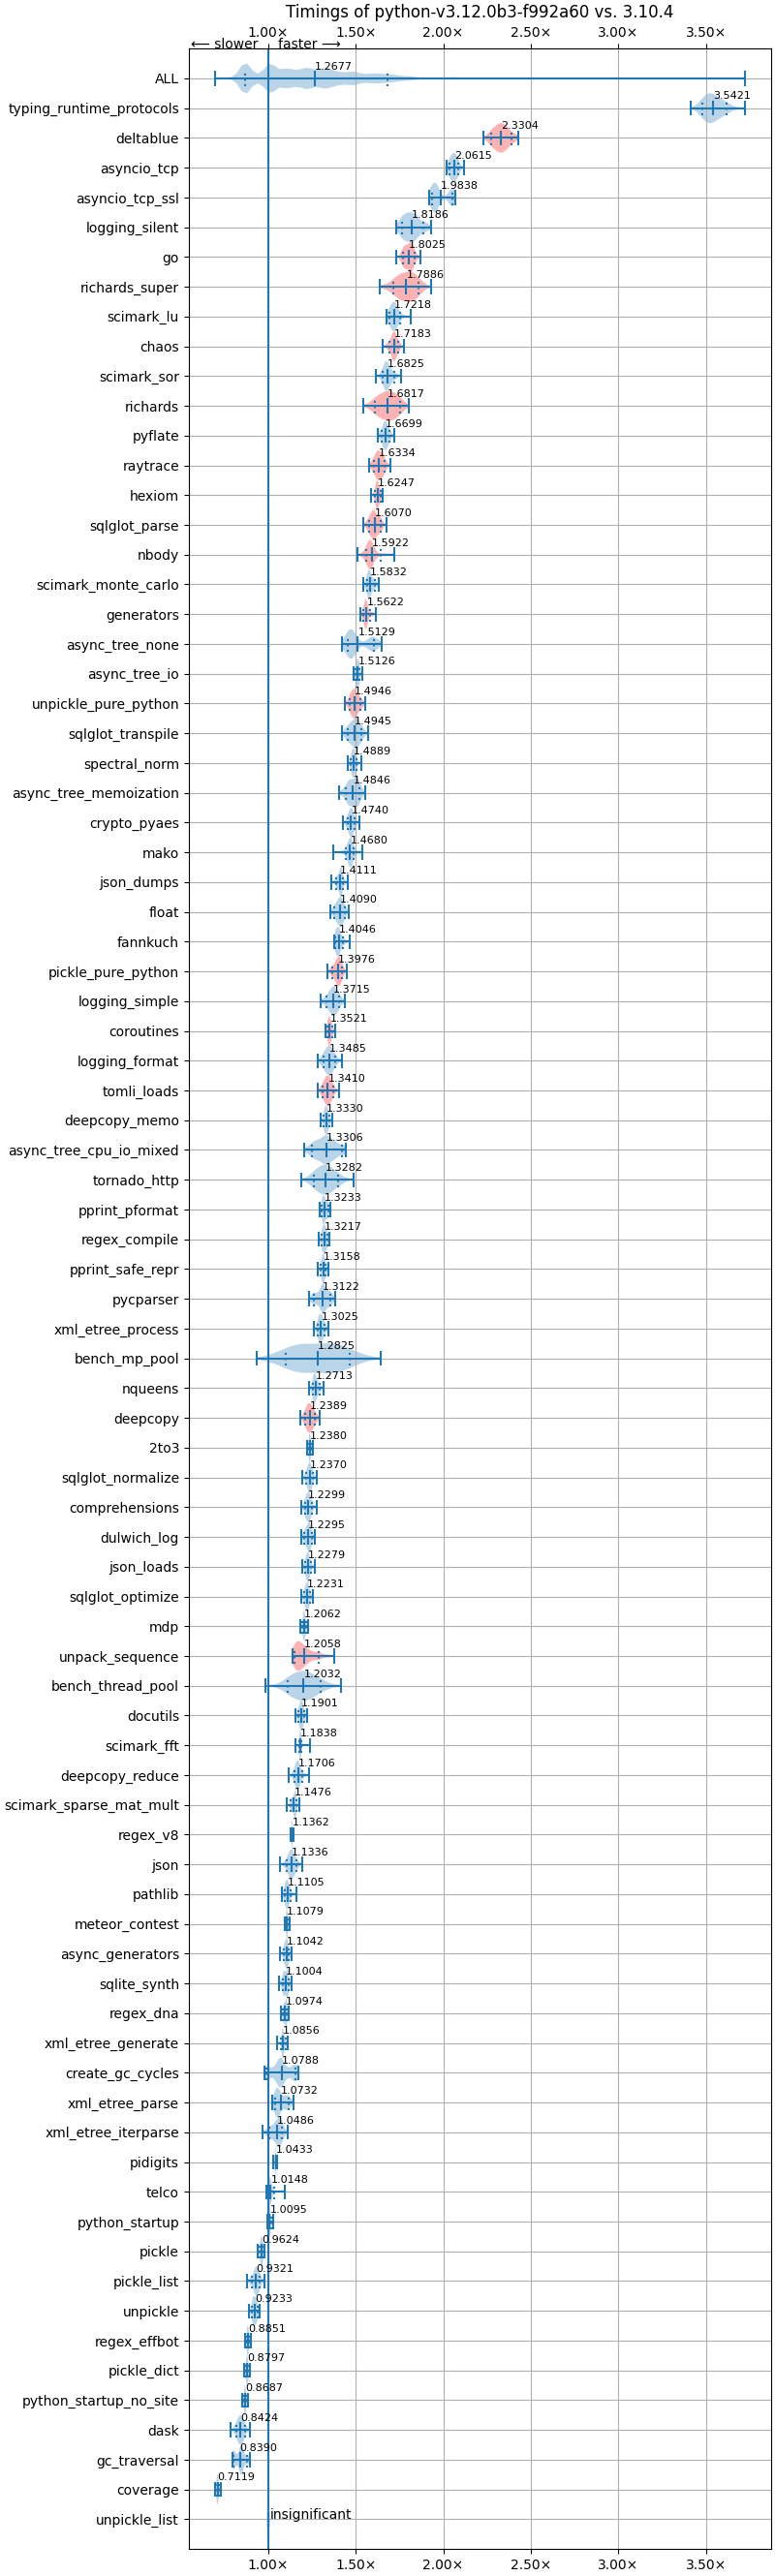 Timings of python-v3.12.0b3-f992a60 vs. 3.10.4
1.00× 1.50× 2.00× 2.50× 3.00× 3.50×
⟵ slower faster ⟶
ALL 1.2677
typing_runtime_protocols 3.5421
deltablue 2.3304
asyncio_tcp 2.0615
asyncio_tcp_ssl 1.9838
logging_silent 1.8186
go 1.8025
richards_super 1.7886
scimark_lu 1.7218
chaos 1.7183
scimark_sor 1.6825
richards 1.6817
pyflate 1.6699
raytrace 1.6334
hexiom 1.6247
sqlglot_parse 1.6070
nbody 1.5922
scimark_monte_carlo 1.5832
generators 1.5622
async_tree_none 1.5129
async_tree_io 1.5126
unpickle_pure_python 1.4946
sqlglot_transpile 1.4945
spectral_norm 1.4889
async_tree_memoization 1.4846
crypto_pyaes 1.4740
mako 1.4680
json_dumps 1.4111
float 1.4090
fannkuch 1.4046
pickle_pure_python 1.3976
logging_simple 1.3715
coroutines 1.3521
logging_format 1.3485
tomli_loads 1.3410
deepcopy_memo 1.3330
async_tree_cpu_io_mixed 1.3306
tornado_http 1.3282
pprint_pformat 1.3233
regex_compile 1.3217
pprint_safe_repr 1.3158
pycparser 1.3122
xml_etree_process 1.3025
bench_mp_pool 1.2825
nqueens 1.2713
deepcopy 1.2389
2to3 1.2380
sqlglot_normalize 1.2370
comprehensions 1.2299
dulwich_log 1.2295
json_loads 1.2279
sqlglot_optimize 1.2231
mdp 1.2062
unpack_sequence 1.2058
bench_thread_pool 1.2032
docutils 1.1901
scimark_fft 1.1838
deepcopy_reduce 1.1706
scimark_sparse_mat_mult 1.1476
regex_v8 1.1362
json 1.1336
pathlib 1.1105
meteor_contest 1.1079
async_generators 1.1042
sqlite_synth 1.1004
regex_dna 1.0974
xml_etree_generate 1.0856
create_gc_cycles 1.0788
xml_etree_parse 1.0732
xml_etree_iterparse 1.0486
pidigits 1.0433
telco 1.0148
python_startup 1.0095
pickle 0.9624
pickle_list 0.9321
unpickle 0.9233
regex_effbot 0.8851
pickle_dict 0.8797
python_startup_no_site 0.8687
dask 0.8424
gc_traversal 0.8390
coverage 0.7119
unpickle_list insignificant
1.00× 1.50× 2.00× 2.50× 3.00× 3.50×